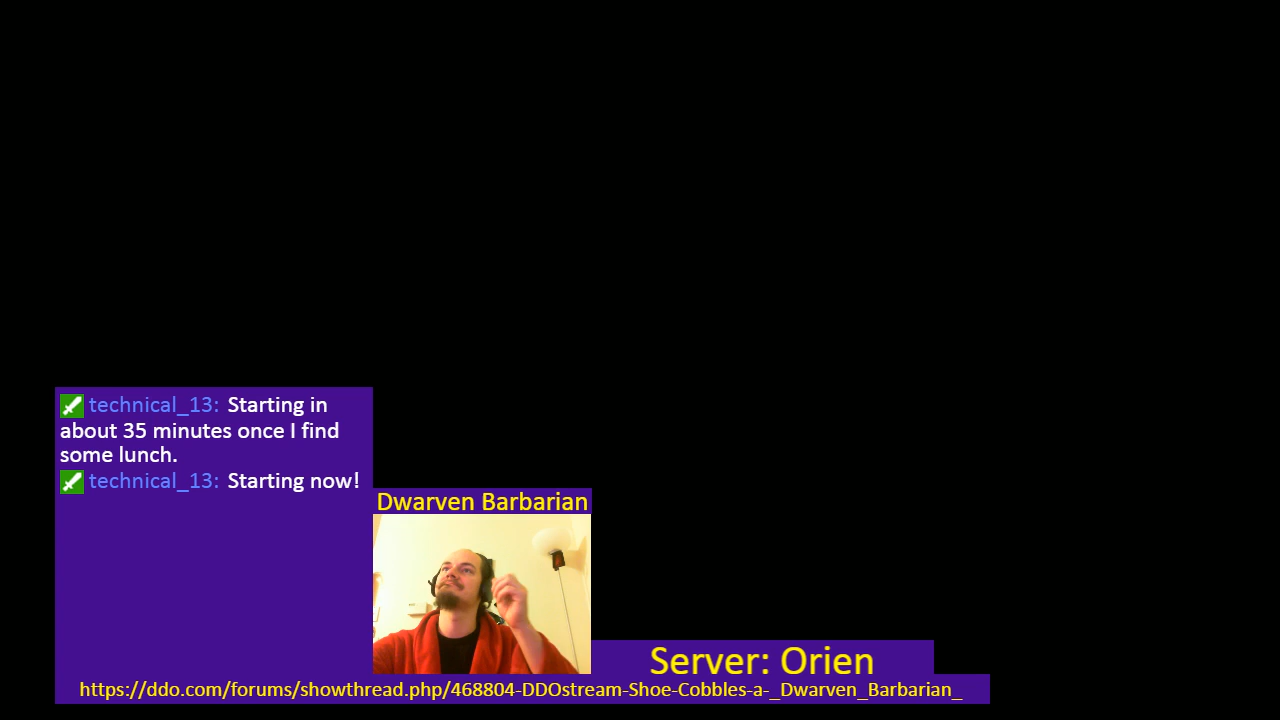 technical_13: Starting in
about 35 minutes once I find
some lunch.
technical_13: Starting now!
Dwarven Barbarian
Server: Orien
https://ddo.com/forums/showthread.php/468804-DDOstream-Shoe-Cobbles-a-_Dwarven_Barbarian_